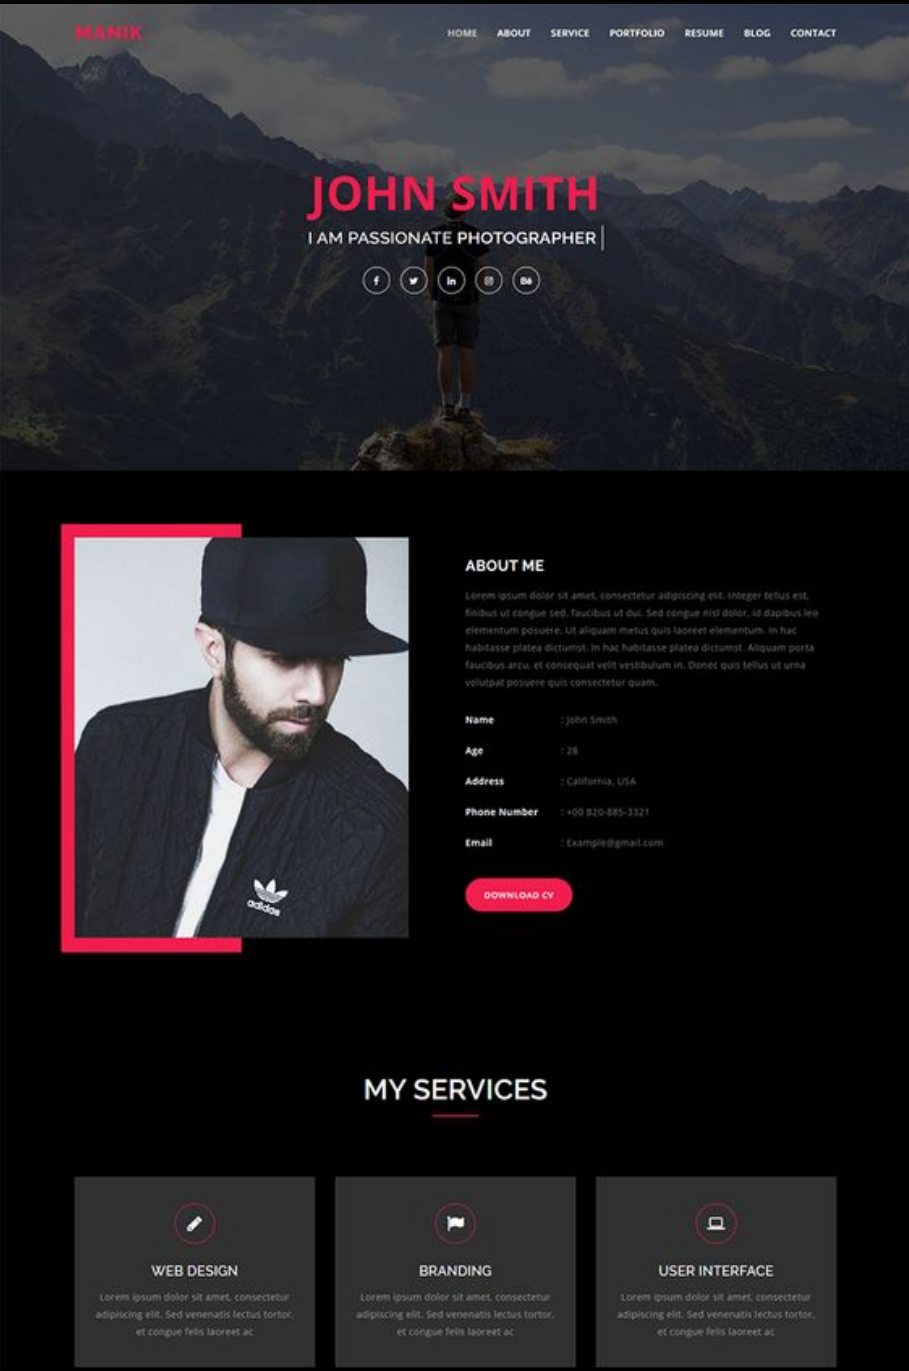 MANIK
HOME ABOUT SERVICE PORTFOLIO RESUME BLOG CONTACT
JOHN SMITH
I AM PASSIONATE PHOTOGRAPHER
f in Bē
ABOUT ME
Lorem ipsum dolor sit amet, consectetur adipiscing elit. Integer tellus est,
finibus ut congue sed, faucibus ut dui. Sed congue nisl dolor, id dapibus leo
elementum posuere. Ut aliquam metus quis laoreet elementum. In hac
habitasse platea dictumst. In hac habitasse platea dictumst. Aliquam porta
faucibus arcu, et consequat velit vestibulum in. Donec quis tellus ut urna
volutpat posuere quis consectetur quam.
Name : John Smith
Age : 28
Address : California, USA
Phone Number : +00 820-885-3321
Email : Example@gmail.com
DOWNLOAD CV
adidas
MY SERVICES
WEB DESIGN
Lorem ipsum dolor sit amet, consectetur
adipiscing elit. Sed venenatis lectus tortor,
et congue felis laoreet ac
BRANDING
Lorem ipsum dolor sit amet, consectetur
adipiscing elit. Sed venenatis lectus tortor,
et congue felis laoreet ac
USER INTERFACE
Lorem ipsum dolor sit amet, consectetur
adipiscing elit. Sed venenatis lectus tortor,
et congue felis laoreet ac